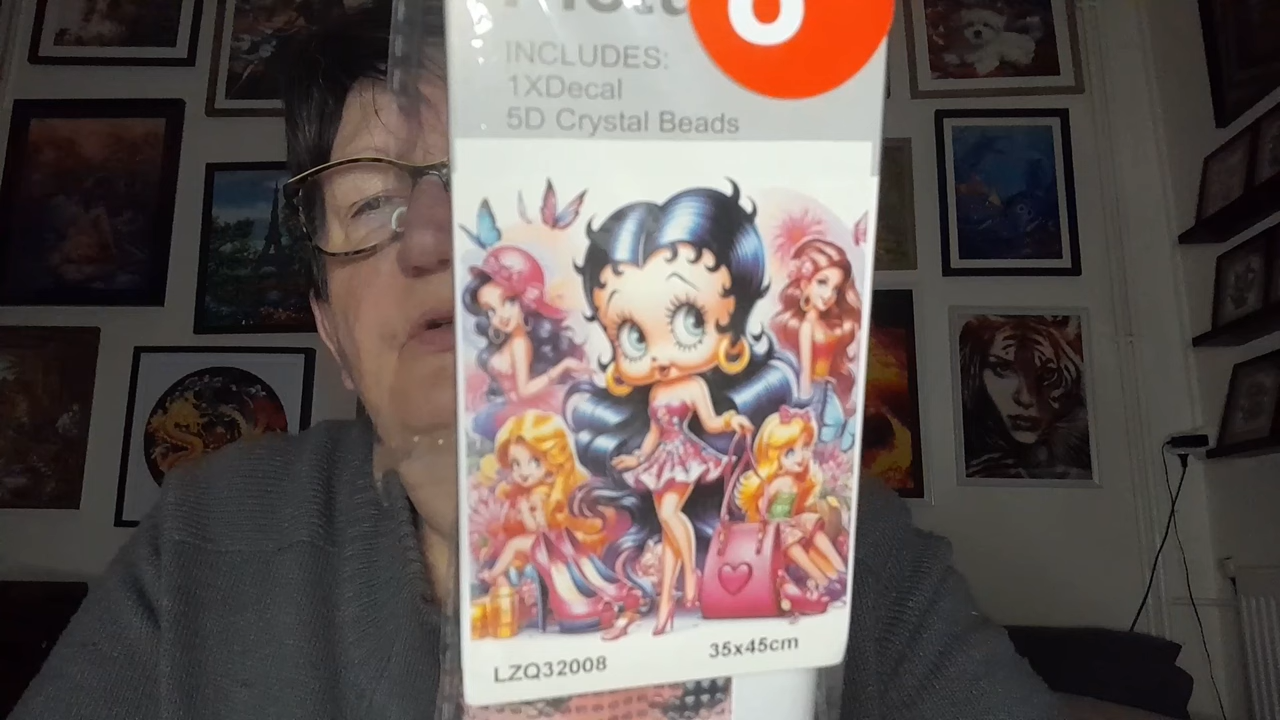 INCLUDES:
1XDecal
5D Crystal Beads
LZQ32008
35x45cm